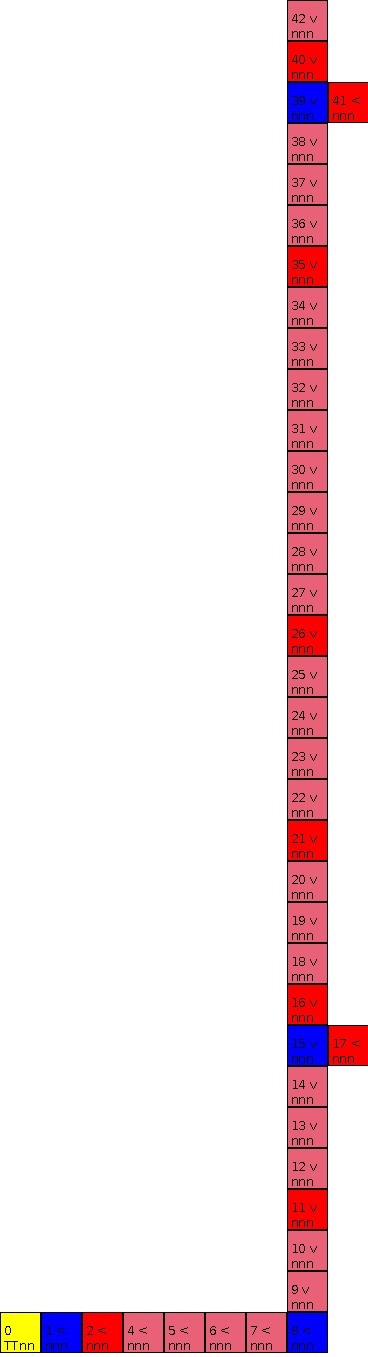 42 v
nnn
40 v
nnn
39 v
nnn
41 <
nnn
38 v
nnn
37 v
nnn
36 v
nnn
35 v
nnn
34 v
nnn
33 v
nnn
32 v
nnn
31 v
nnn
30 v
nnn
29 v
nnn
28 v
nnn
27 v
nnn
26 v
nnn
25 v
nnn
24 v
nnn
23 v
nnn
22 v
nnn
21 v
nnn
20 v
nnn
19 v
nnn
18 v
nnn
16 v
nnn
15 v
nnn
17 <
nnn
14 v
nnn
13 v
nnn
12 v
nnn
11 v
nnn
10 v
nnn
9 v
nnn
0
TTnn
1 <
nnn
2 <
nnn
4 <
nnn
5 <
nnn
6 <
nnn
7 <
nnn
8 <
nnn